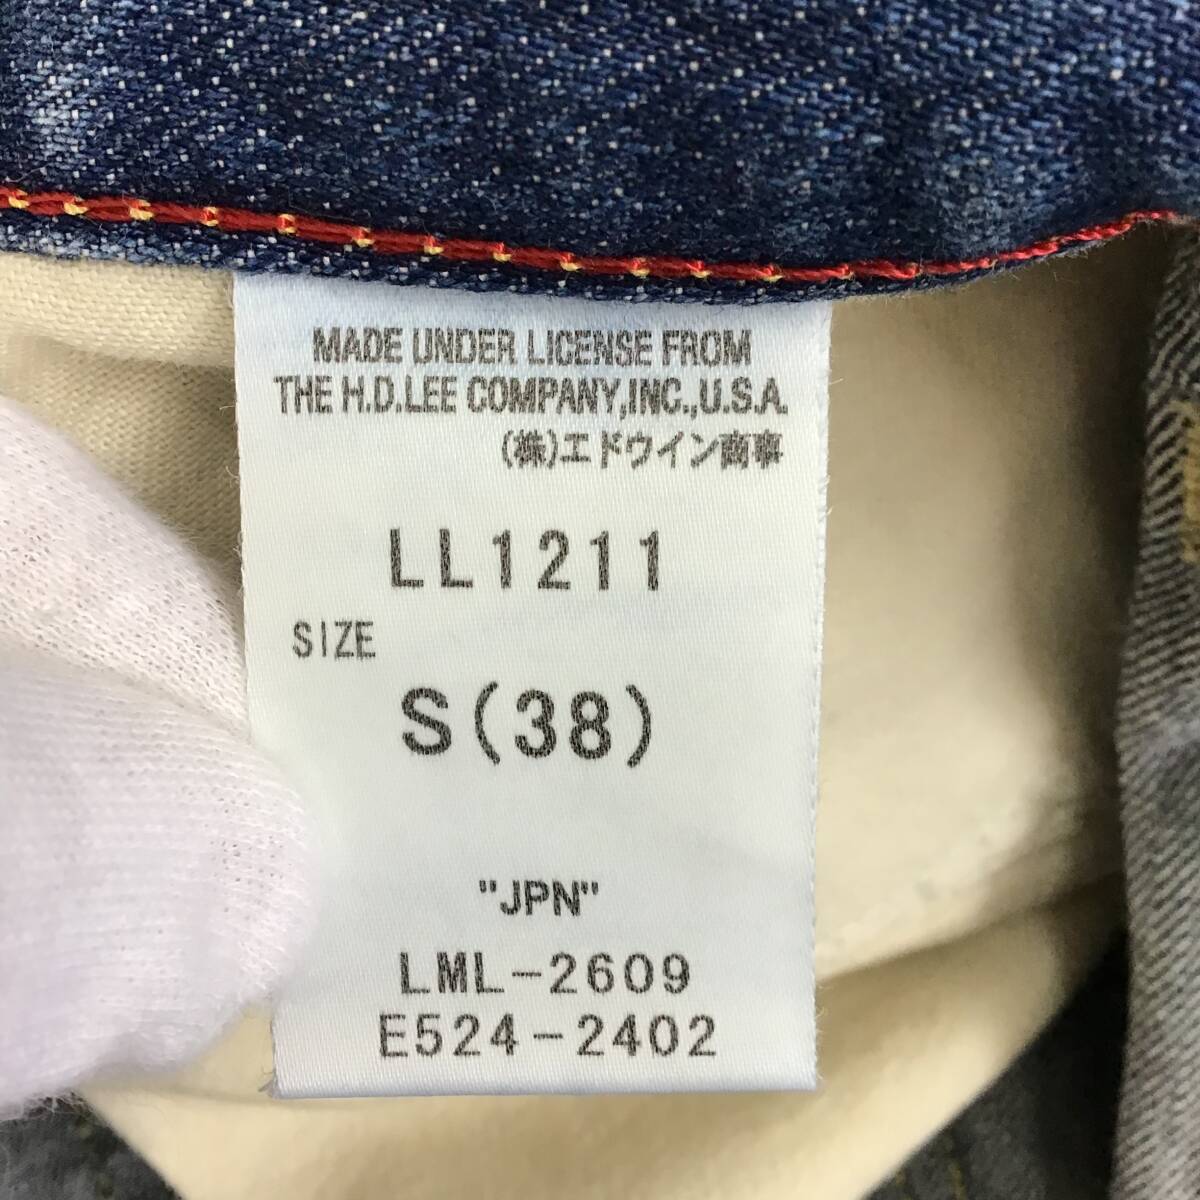 MADE UNDER LICENSE FROM
THE H.D.LEE COMPANY,INC.,U.S.A.
(株)エドウイン商事
LL1211
SIZE
S(38)
"JPN"
LML-2609
E524-2402